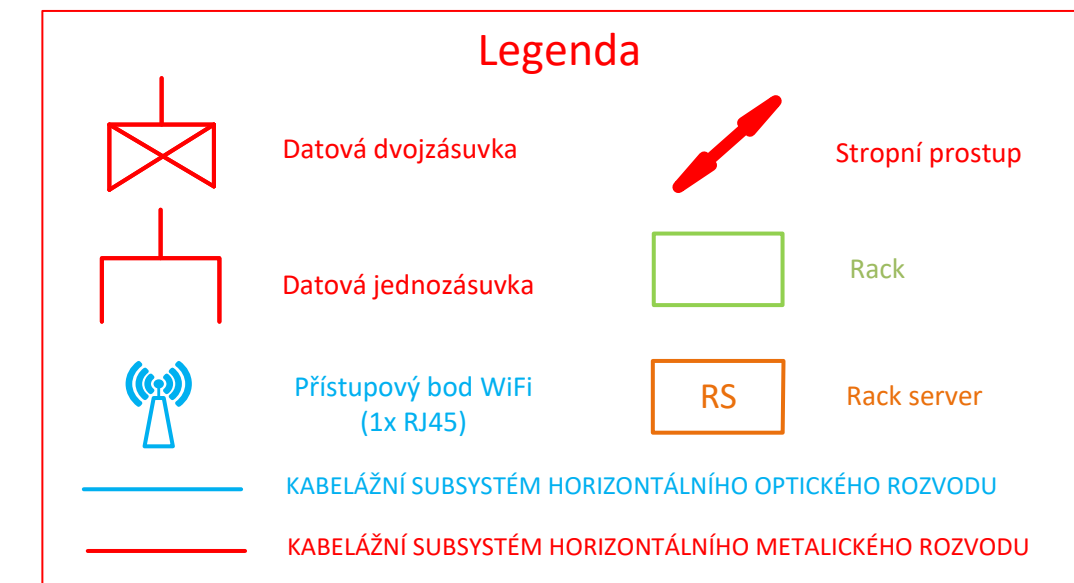 Legenda
Datová dvojzásuvka
Stropní prostup
Datová jednozásuvka
Rack
Přístupový bod WiFi
(1x RJ45)
RS
Rack server
KABELÁŽNÍ SUBSYSTÉM HORIZONTÁLNÍHO OPTICKÉHO ROZVODU
KABELÁŽNÍ SUBSYSTÉM HORIZONTÁLNÍHO METALICKÉHO ROZVODU